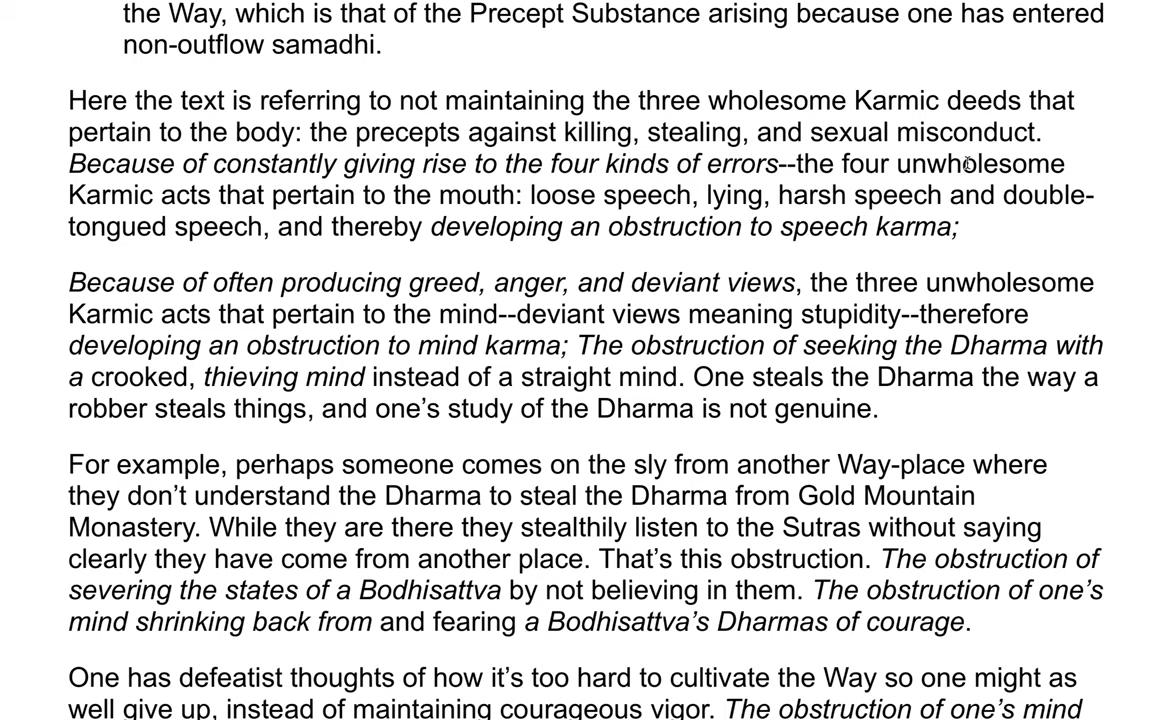 the Way, which is that of the Precept Substance arising because one has entered
non-outflow samadhi.
Here the text is referring to not maintaining the three wholesome Karmic deeds that
pertain to the body: the precepts against killing, stealing, and sexual misconduct.
Because of constantly giving rise to the four kinds of errors--the four unwholesome
Karmic acts that pertain to the mouth: loose speech, lying, harsh speech and double-
tongued speech, and thereby developing an obstruction to speech karma;
Because of often producing greed, anger, and deviant views, the three unwholesome
Karmic acts that pertain to the mind--deviant views meaning stupidity--therefore
developing an obstruction to mind karma; The obstruction of seeking the Dharma with
a crooked, thieving mind instead of a straight mind. One steals the Dharma the way a
robber steals things, and one’s study of the Dharma is not genuine.
For example, perhaps someone comes on the sly from another Way-place where
they don’t understand the Dharma to steal the Dharma from Gold Mountain
Monastery. While they are there they stealthily listen to the Sutras without saying
clearly they have come from another place. That’s this obstruction. The obstruction of
severing the states of a Bodhisattva by not believing in them. The obstruction of one’s
mind shrinking back from and fearing a Bodhisattva’s Dharmas of courage.
One has defeatist thoughts of how it’s too hard to cultivate the Way so one might as
well give up, instead of maintaining courageous vigor. The obstruction of one’s mind